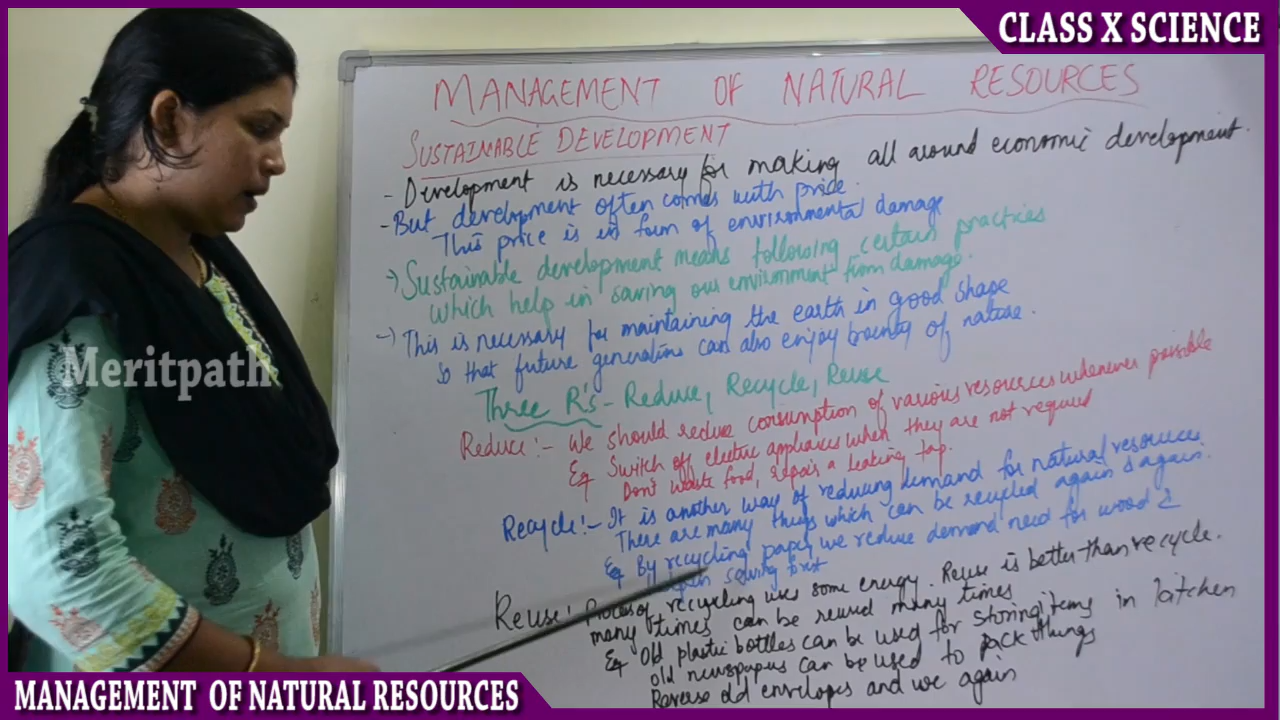 CLASS X SCIENCE
MANAGEMENT OF NATURAL RESOURCES
SUSTAINABLE DEVELOPMENT
- Development is necessary for making all around economic development.
- But development often comes with price.
This price is in form of environmental damage
→ Sustainable development means following certain practices
which help in saving our environment from damage.
→ This is necessary for maintaining the earth in good shape
so that future generations can also enjoy bounty of nature.
Three R's - Reduce, Recycle, Reuse
Reduce:- We should reduce consumption of various resources whenever possible
Eg Switch off electric appliances when they are not required
Don't waste food, repair a leaking tap.
Recycle:- It is another way of reducing demand for natural resources
There are many things which can be recycled again & again.
Eg By recycling paper we reduce demand need for wood &
saving
Reuse: Process of recycling uses some energy. Reuse is better than recycle.
many times can be reused many times
Eg Old plastic bottles can be used for storing items in kitchen
old newspapers can be used to pack things
Reverse old envelopes and use again
Meritpath
MANAGEMENT OF NATURAL RESOURCES